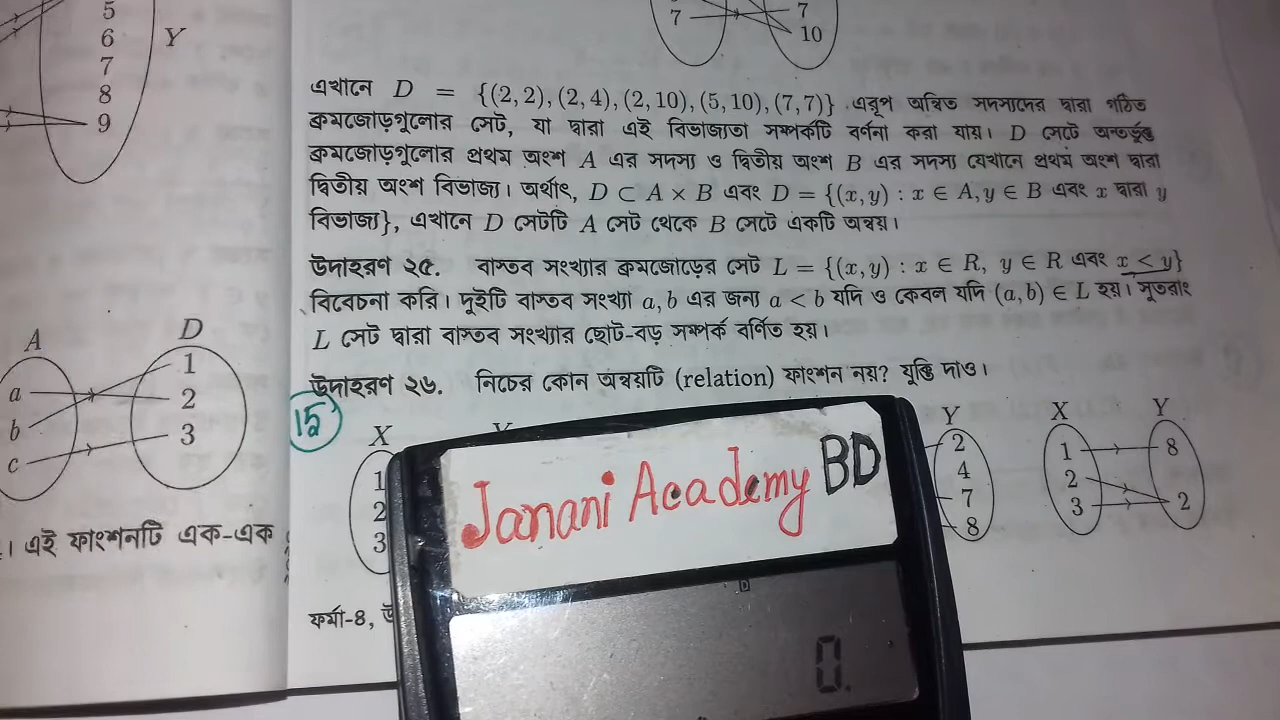 5
6
7
8
9
Y
7
7
10
এখানে D = {(2, 2), (2, 4), (2, 10), (5, 10), (7, 7)} এরূপ অন্বিত সদস্যদের দ্বারা গঠিত
ক্রমজোড়গুলোর সেট, যা দ্বারা এই বিভাজ্যতা সম্পর্কটি বর্ণনা করা যায়। D সেটে অন্তর্ভুক্ত
ক্রমজোড়গুলোর প্রথম অংশ A এর সদস্য ও দ্বিতীয় অংশ B এর সদস্য যেখানে প্রথম অংশ দ্বারা
দ্বিতীয় অংশ বিভাজ্য। অর্থাৎ, D ⊂ A × B এবং D = {(x, y) : x ∈ A, y ∈ B এবং x দ্বারা y
বিভাজ্য}, এখানে D সেটটি A সেট থেকে B সেটে একটি অন্বয়।
উদাহরণ ২৫. বাস্তব সংখ্যার ক্রমজোড়ের সেট L = {(x, y) : x ∈ R, y ∈ R এবং x < y}
বিবেচনা করি। দুইটি বাস্তব সংখ্যা a, b এর জন্য a < b যদি ও কেবল যদি (a, b) ∈ L হয়। সুতরাং
L সেট দ্বারা বাস্তব সংখ্যার ছোট-বড় সম্পর্ক বর্ণিত হয়।
উদাহরণ ২৬. নিচের কোন অন্বয়টি (relation) ফাংশন নয়? যুক্তি দাও।
A
D
a
b
c
1
2
3
। এই ফাংশনটি এক-এক
15
X
1
2
3
Y
2
4
7
8
X
Y
1
2
3
8
2
Janani Academy BD
0.
ফর্মা-8,